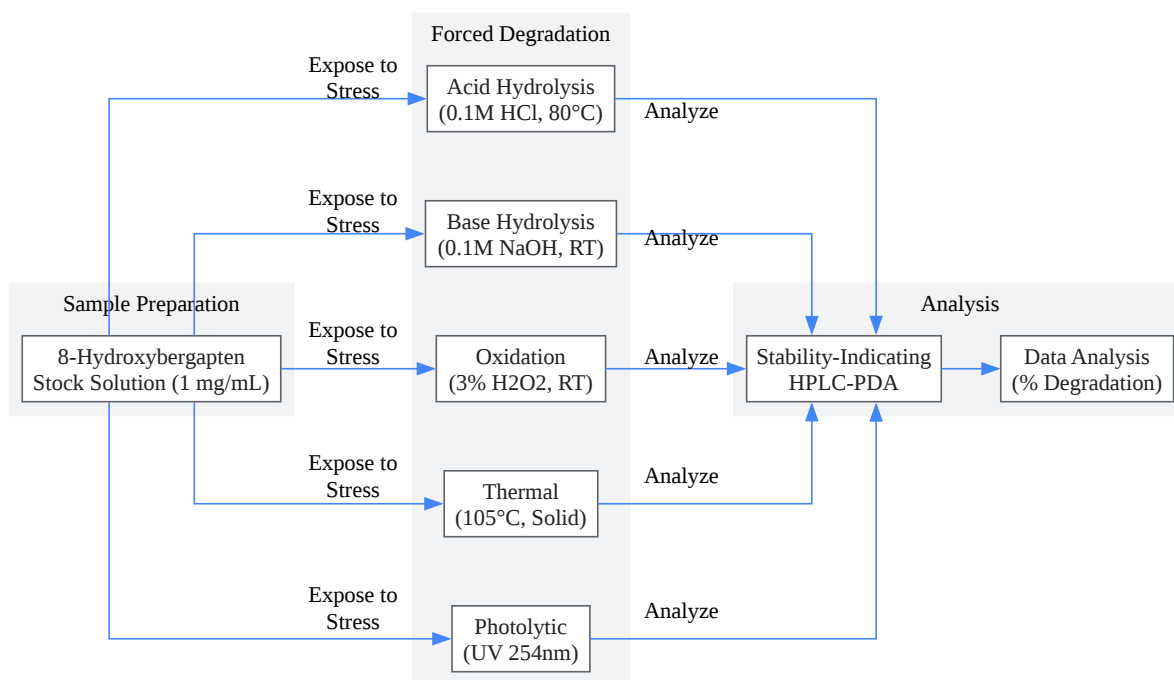 Forced Degradation
Expose to
Stress
Acid Hydrolysis
(0.1M HCl, 80°C)
Analyze
Expose to
Stress
Base Hydrolysis
(0.1M NaOH, RT)
Analyze
Sample Preparation
8-Hydroxybergapten
Stock Solution (1 mg/mL)
Expose to
Stress
Oxidation
(3% H2O2, RT)
Analyze
Analysis
Stability-Indicating
HPLC-PDA
Data Analysis
(% Degradation)
Expose to
Stress
Thermal
(105°C, Solid)
Analyze
Expose to
Stress
Photolytic
(UV 254nm)
Analyze